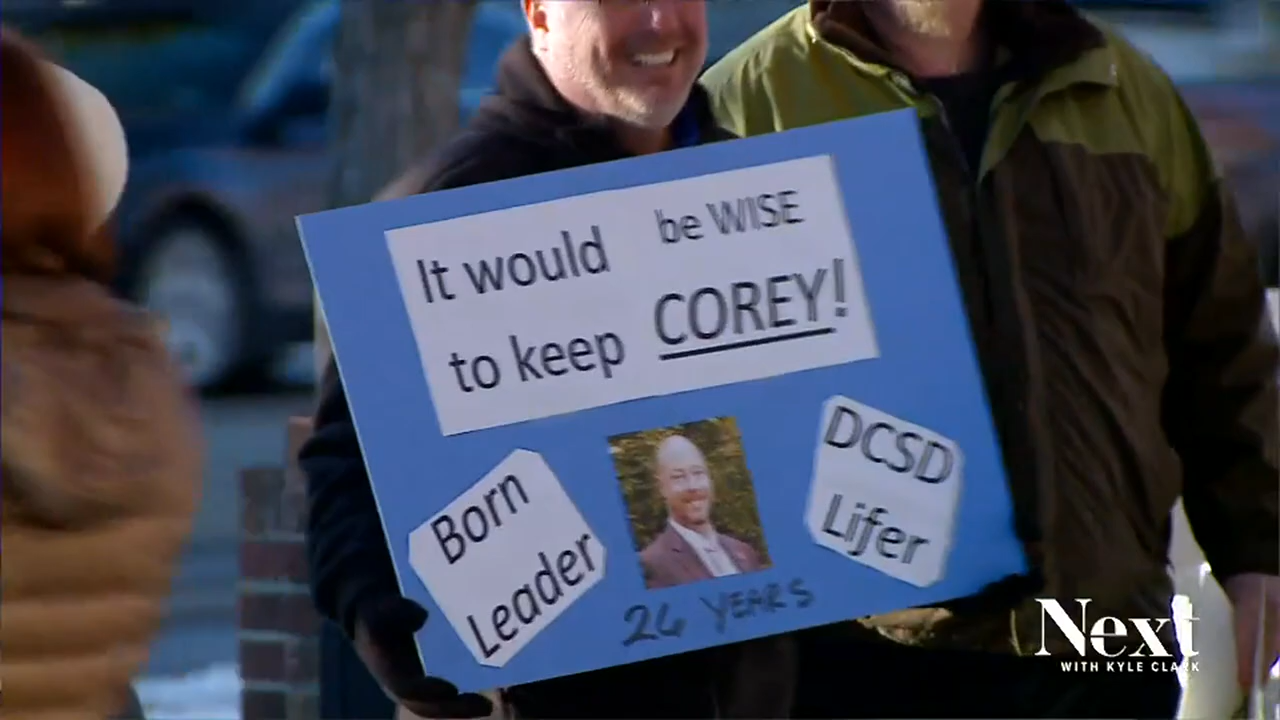 It would be WISE
to keep COREY!
Born
Leader
DCSD
Lifer
26 YEARS
NEXT
WITH KYLE CLARK